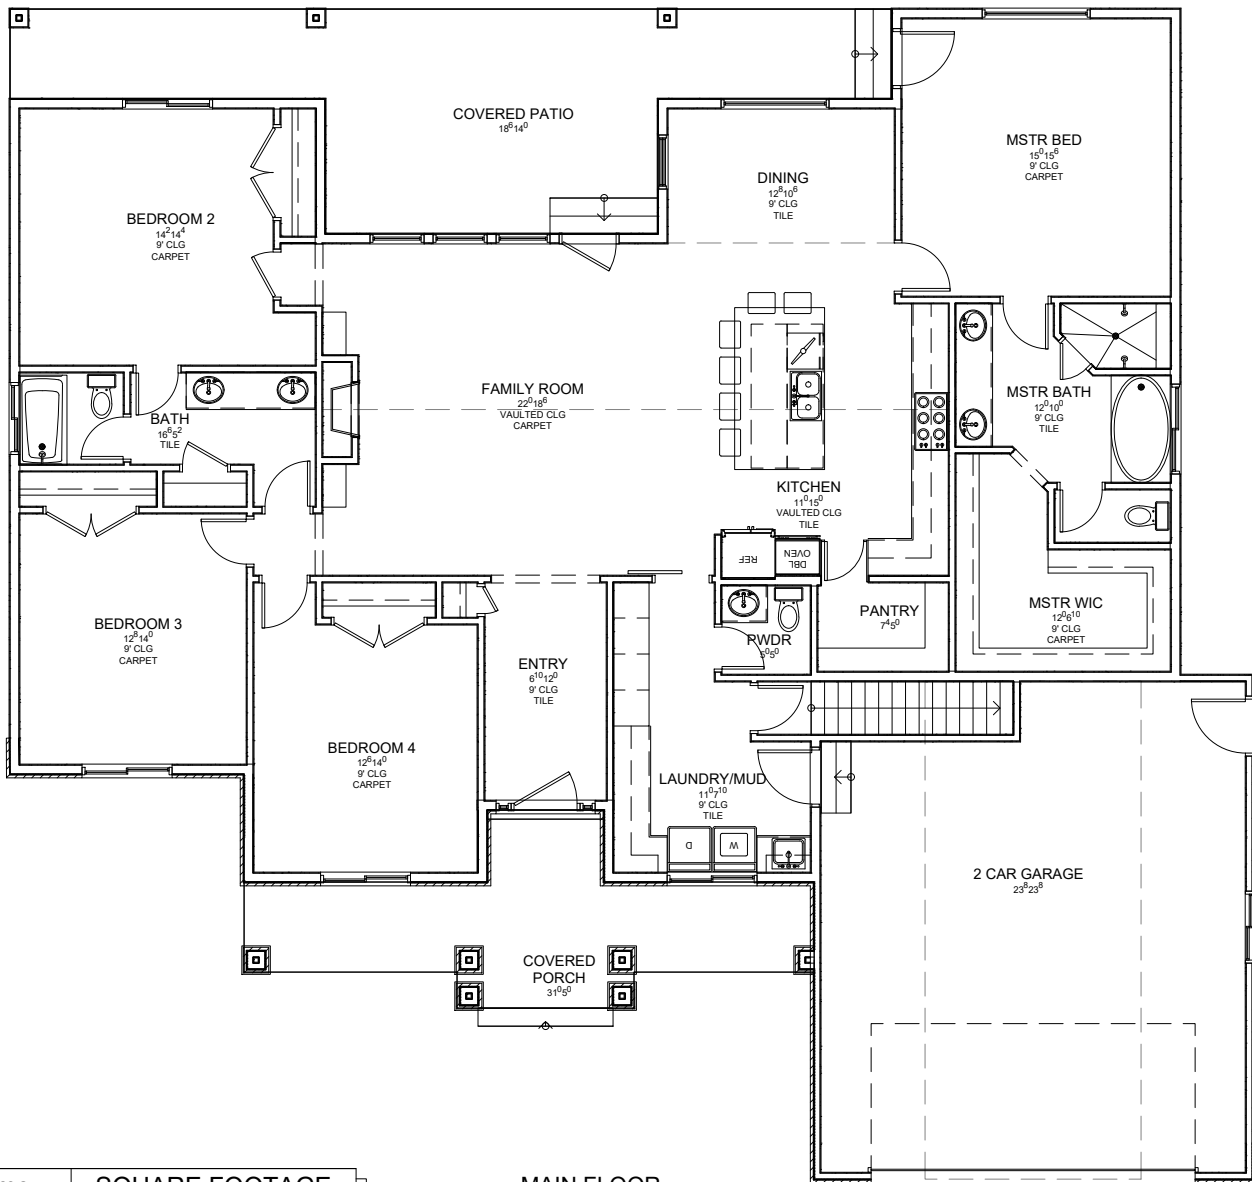 COVERED PATIO
18⁶14⁰
MSTR BED
15⁰15⁶
9' CLG
CARPET
DINING
12⁸10⁶
9' CLG
TILE
BEDROOM 2
14²14⁴
9' CLG
CARPET
FAMILY ROOM
22⁰18⁶
VAULTED CLG
CARPET
MSTR BATH
12⁰10⁰
9' CLG
TILE
BATH
16⁶5²
TILE
KITCHEN
11⁰15⁰
VAULTED CLG
TILE
REF
DBL
OVEN
BEDROOM 3
12⁸14⁰
9' CLG
CARPET
PANTRY
7⁴5⁰
MSTR WIC
12⁰6¹⁰
9' CLG
CARPET
PWDR
5⁰5⁰
ENTRY
6¹⁰12⁰
9' CLG
TILE
BEDROOM 4
12⁶14⁰
9' CLG
CARPET
LAUNDRY/MUD
11⁰7¹⁰
9' CLG
TILE
D
W
2 CAR GARAGE
23⁸23⁸
COVERED
PORCH
31⁰5⁰
SQUARE FOOTAGE
MAIN FLOOR